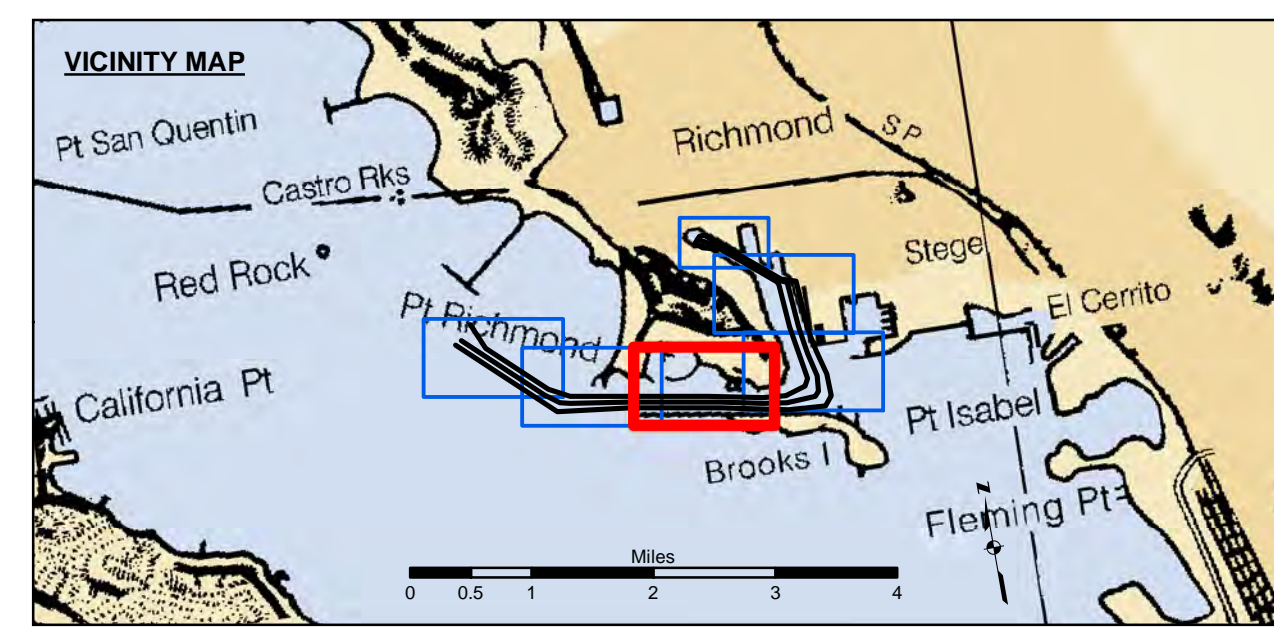 VICINITY MAP
Pt San Quentin
Richmond
SP
Castro Rks
Stege
Red Rock
El Cerrito
Pt Richmond
California Pt
Pt Isabel
Brooks I
Fleming Pt
Miles
0 0.5 1 2 3 4